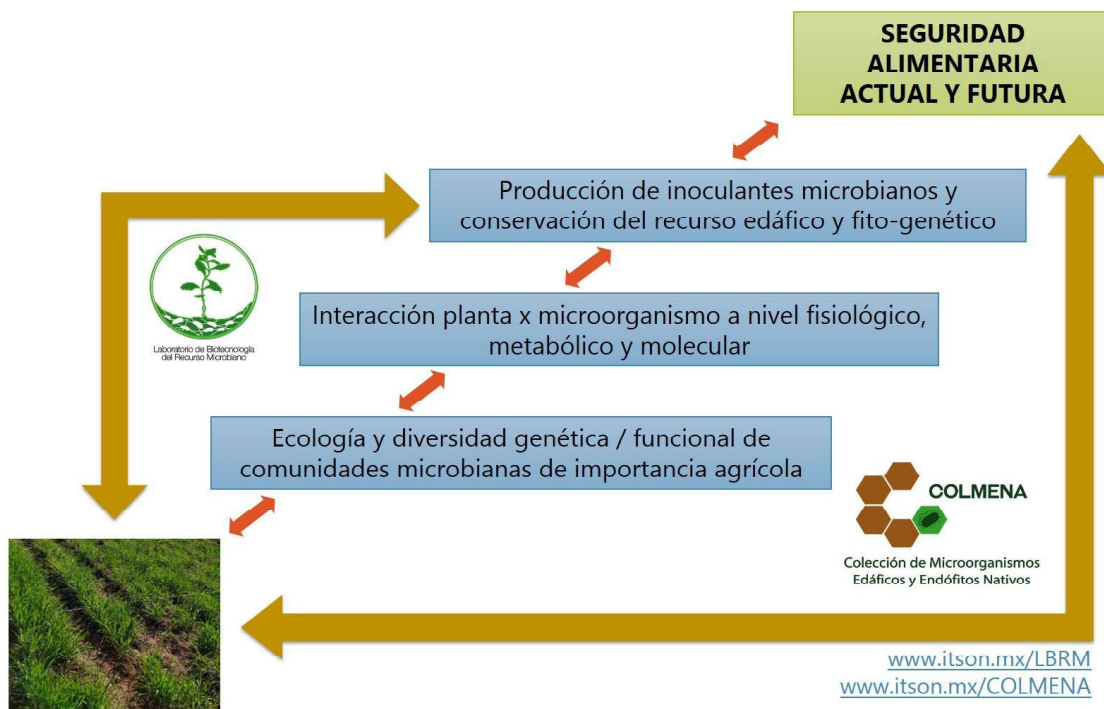 SEGURIDAD
ALIMENTARIA
ACTUAL Y FUTURA
Producción de inoculantes microbianos y
conservación del recurso edáfico y fito-genético
Laboratorio de Biotecnología
del Recurso Microbiano
Interacción planta x microorganismo a nivel fisiológico,
metabólico y molecular
Ecología y diversidad genética / funcional de
comunidades microbianas de importancia agrícola
COLMENA
Colección de Microorganismos
Edáficos y Endófitos Nativos
www.itson.mx/LBRM
www.itson.mx/COLMENA